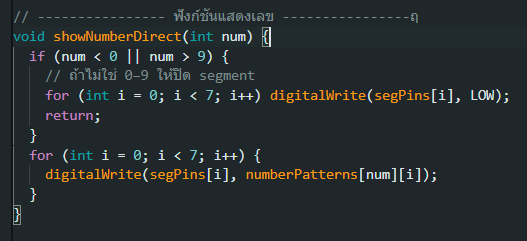 // ----------------- ฟังก์ชันแสดงเลข -----------------ฤ
void showNumberDirect(int num) {
  if (num < 0 || num > 9) {
    // ถ้าไม่ใช่ 0–9 ให้ปิด segment
    for (int i = 0; i < 7; i++) digitalWrite(segPins[i], LOW);
    return;
  }
  for (int i = 0; i < 7; i++) {
    digitalWrite(segPins[i], numberPatterns[num][i]);
  }
}